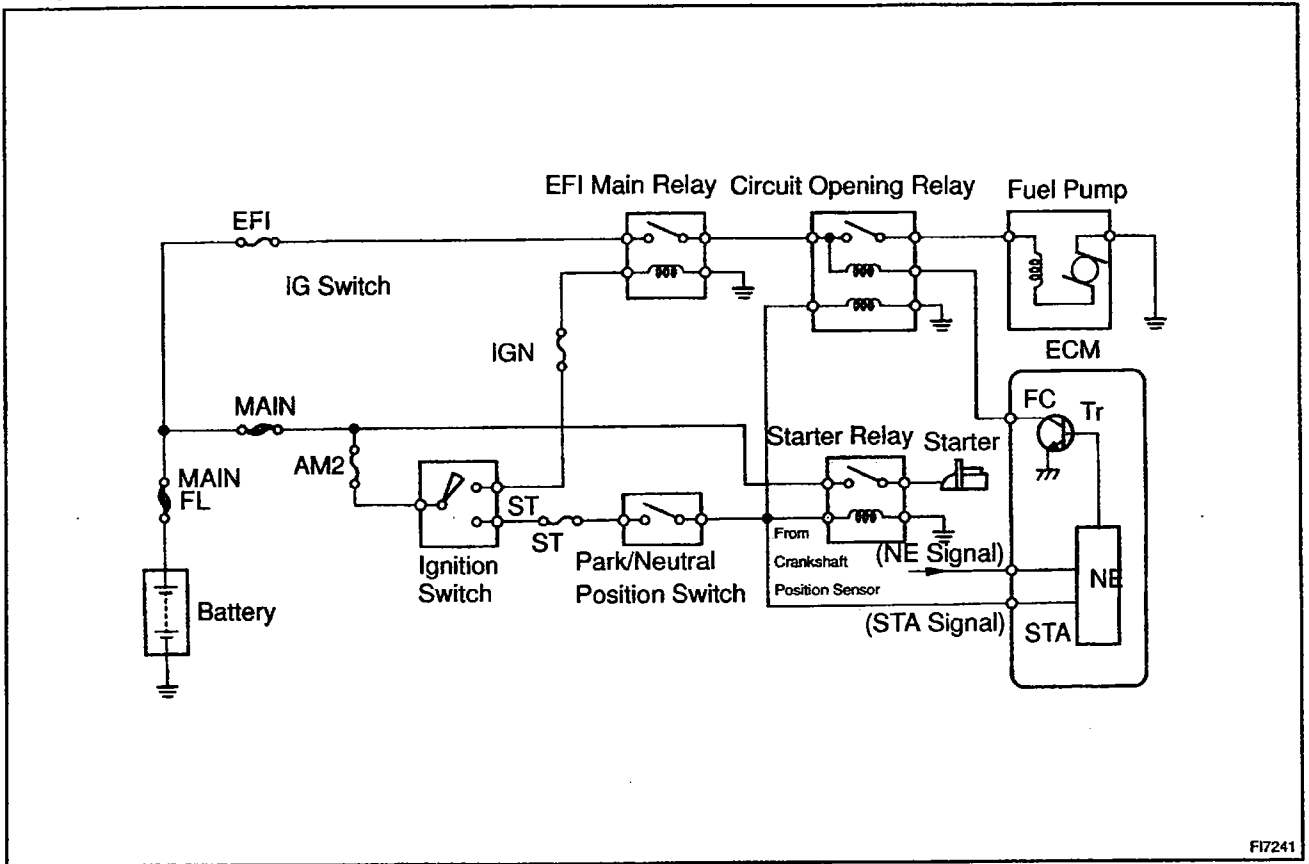 EFI Main Relay
Circuit Opening Relay
Fuel Pump
EFI
IG Switch
IGN
ECM
FC
Tr
MAIN
Starter Relay
Starter
AM2
MAIN
FL
ST
ST
Ignition
Switch
Park/Neutral
Position Switch
From
Crankshaft
Position Sensor
(NE Signal)
NE
(STA Signal)
STA
Battery
FI7241